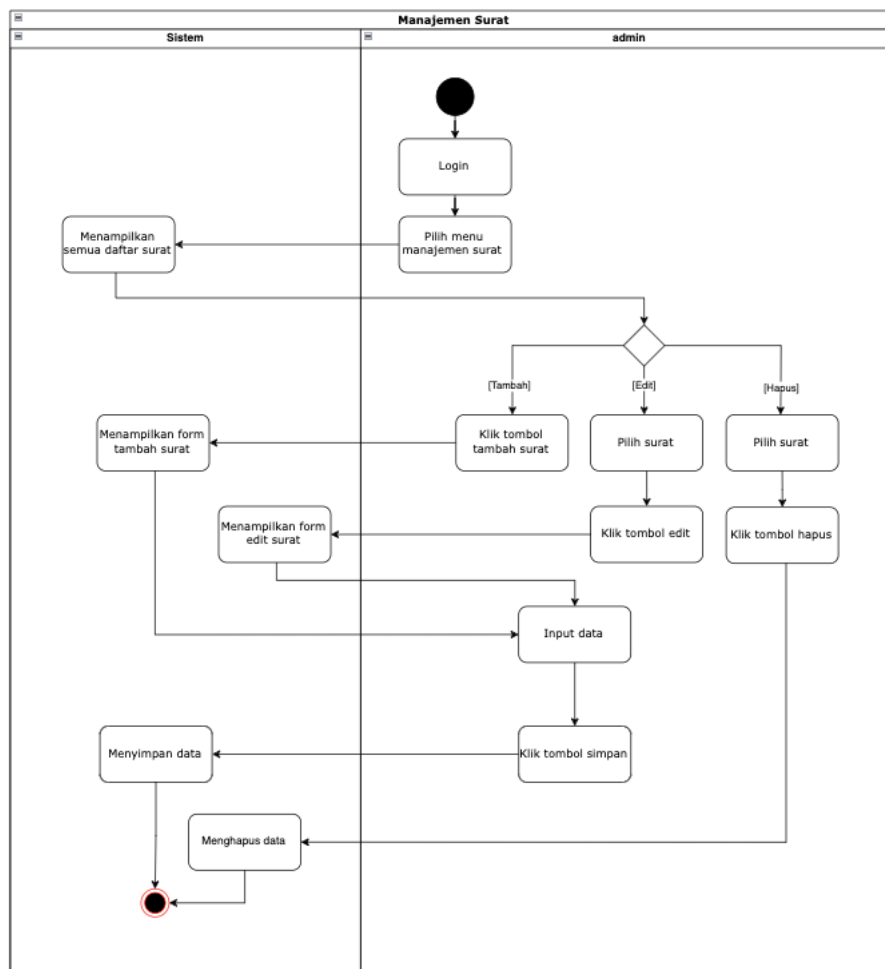 Manajemen Surat
Sistem
admin
Login
Pilih menu
manajemen surat
Menampilkan
semua daftar surat
[Tambah]
[Edit]
[Hapus]
Klik tombol
tambah surat
Pilih surat
Pilih surat
Menampilkan form
tambah surat
Klik tombol edit
Klik tombol hapus
Menampilkan form
edit surat
Input data
Klik tombol simpan
Menyimpan data
Menghapus data